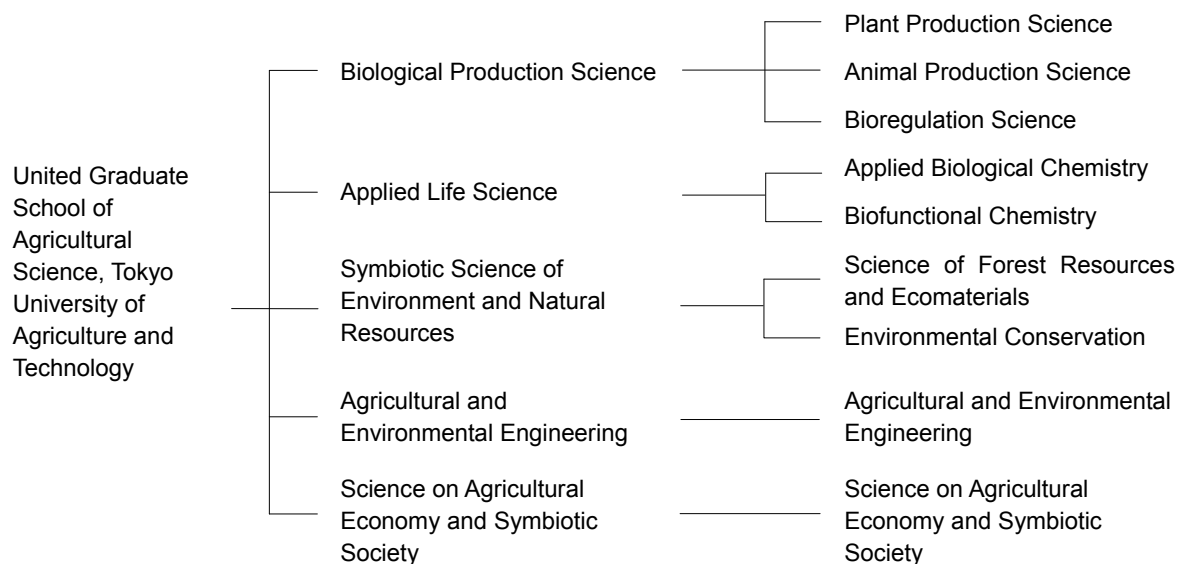 United Graduate
School of
Agricultural
Science, Tokyo
University of
Agriculture and
Technology
Biological Production Science
Plant Production Science
Animal Production Science
Bioregulation Science
Applied Life Science
Applied Biological Chemistry
Biofunctional Chemistry
Symbiotic Science of
Environment and Natural
Resources
Science of Forest Resources
and Ecomaterials
Environmental Conservation
Agricultural and
Environmental Engineering
Agricultural and Environmental
Engineering
Science on Agricultural
Economy and Symbiotic
Society
Science on Agricultural
Economy and Symbiotic
Society